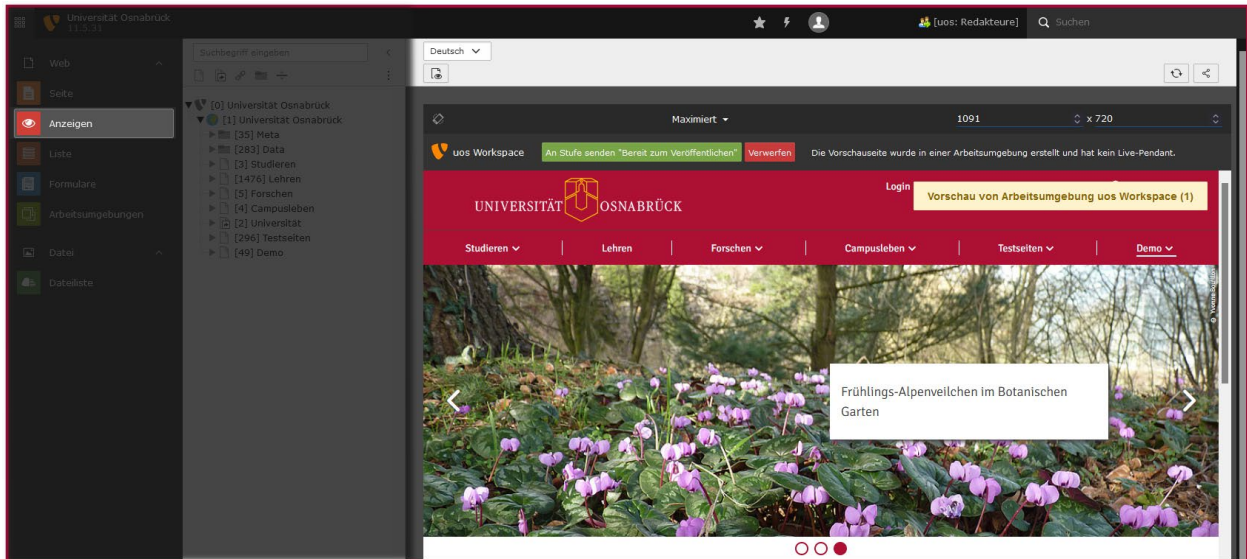 Universität Osnabrück
11.5.31
[uos: Redakteure]
Suchen
Web
Seite
Anzeigen
Liste
Formulare
Arbeitsumgebungen
Datei
Dateiliste
Suchbegriff eingeben
[0] Universität Osnabrück
[1] Universität Osnabrück
[35] Meta
[283] Data
[3] Studieren
[1476] Lehren
[5] Forschen
[4] Campusleben
[2] Universität
[296] Testseiten
[49] Demo
Deutsch
Maximiert
1091 x 720
uos Workspace An Stufe senden "Bereit zum Veröffentlichen" Verwerfen Die Vorschauseite wurde in einer Arbeitsumgebung erstellt und hat kein Live-Pendant.
Login
Vorschau von Arbeitsumgebung uos Workspace (1)
UNIVERSITÄT OSNABRÜCK
Studieren Lehren Forschen Campusleben Testseiten Demo
Frühlings-Alpenveilchen im Botanischen
Garten